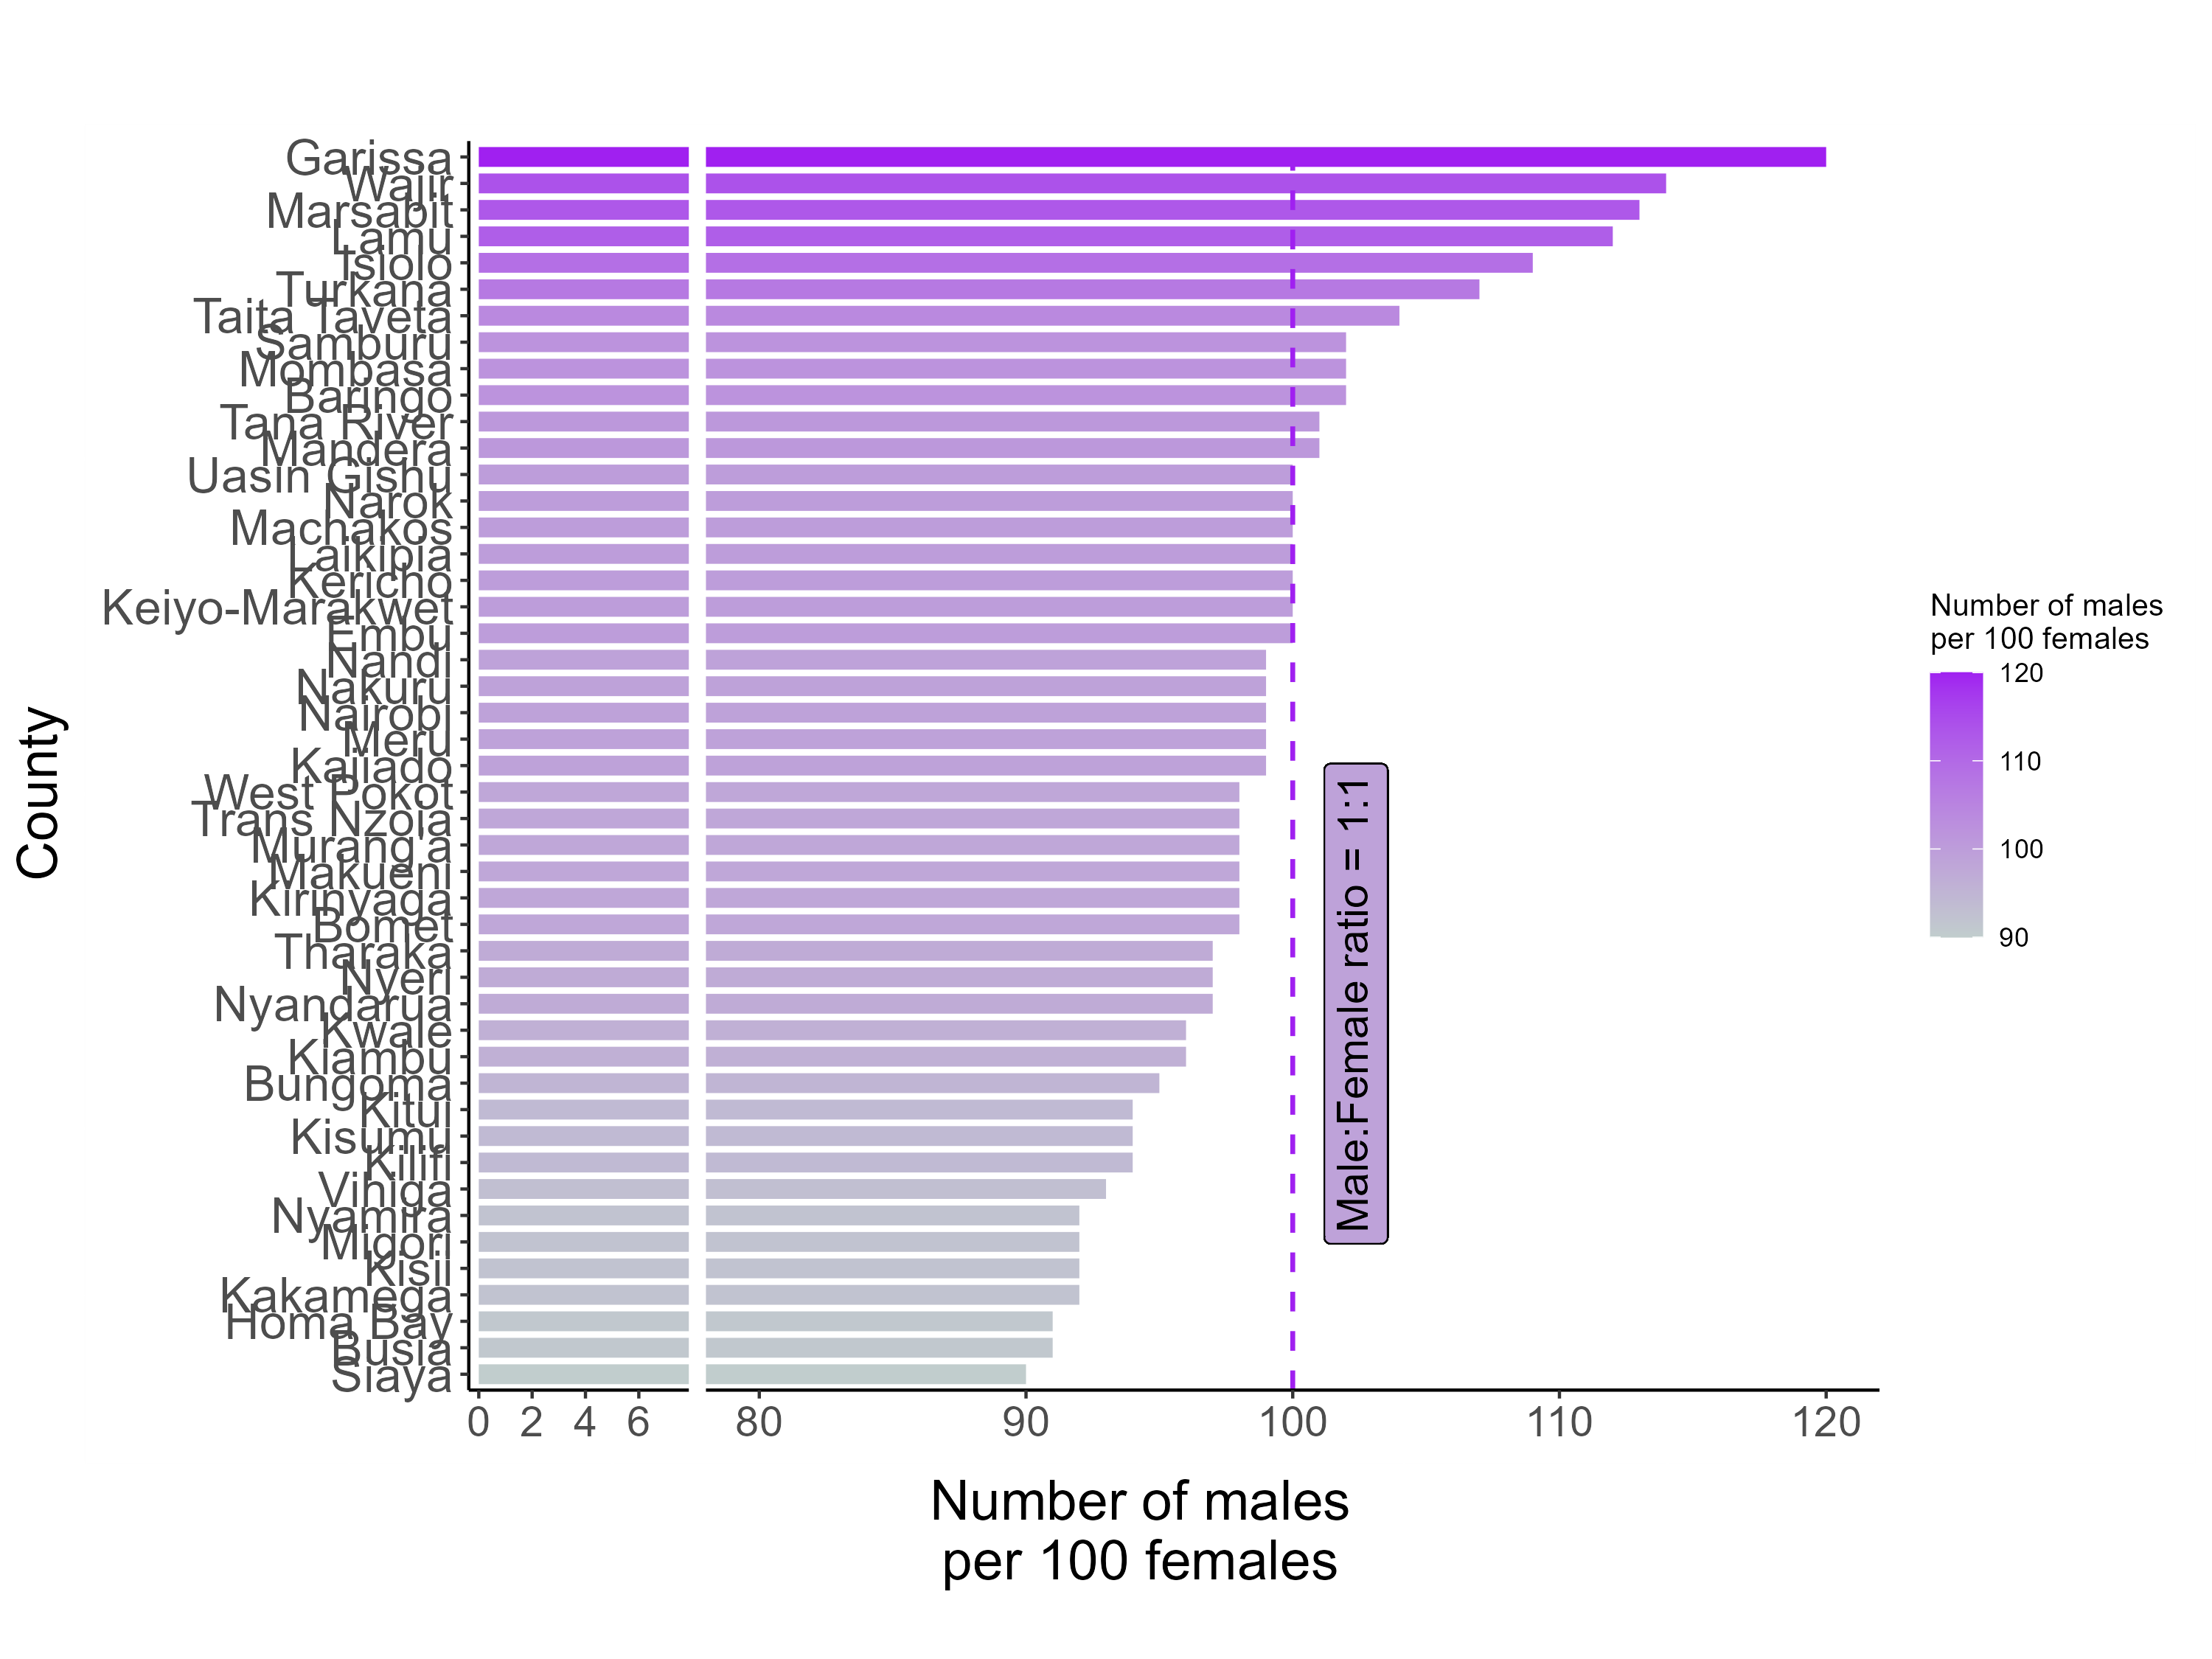 County
Garissa
Wajir
Marsabit
Lamu
Isiolo
Turkana
Taita Taveta
Samburu
Mombasa
Baringo
Tana River
Mandera
Uasin Gishu
Narok
Machakos
Laikipia
Kericho
Keiyo-Marakwet
Embu
Nandi
Nakuru
Nairobi
Meru
Kajiado
West Pokot
Trans Nzoia
Murang'a
Makueni
Kirinyaga
Bomet
Tharaka
Nyeri
Nyandarua
Kwale
Kiambu
Bungoma
Kitui
Kisumu
Kilifi
Vihiga
Nyamira
Migori
Kisii
Kakamega
Homa Bay
Busia
Siaya
0 2 4 6 80 90 100 110 120
Number of males
per 100 females
Male:Female ratio = 1:1
Number of males
per 100 females
120
110
100
90